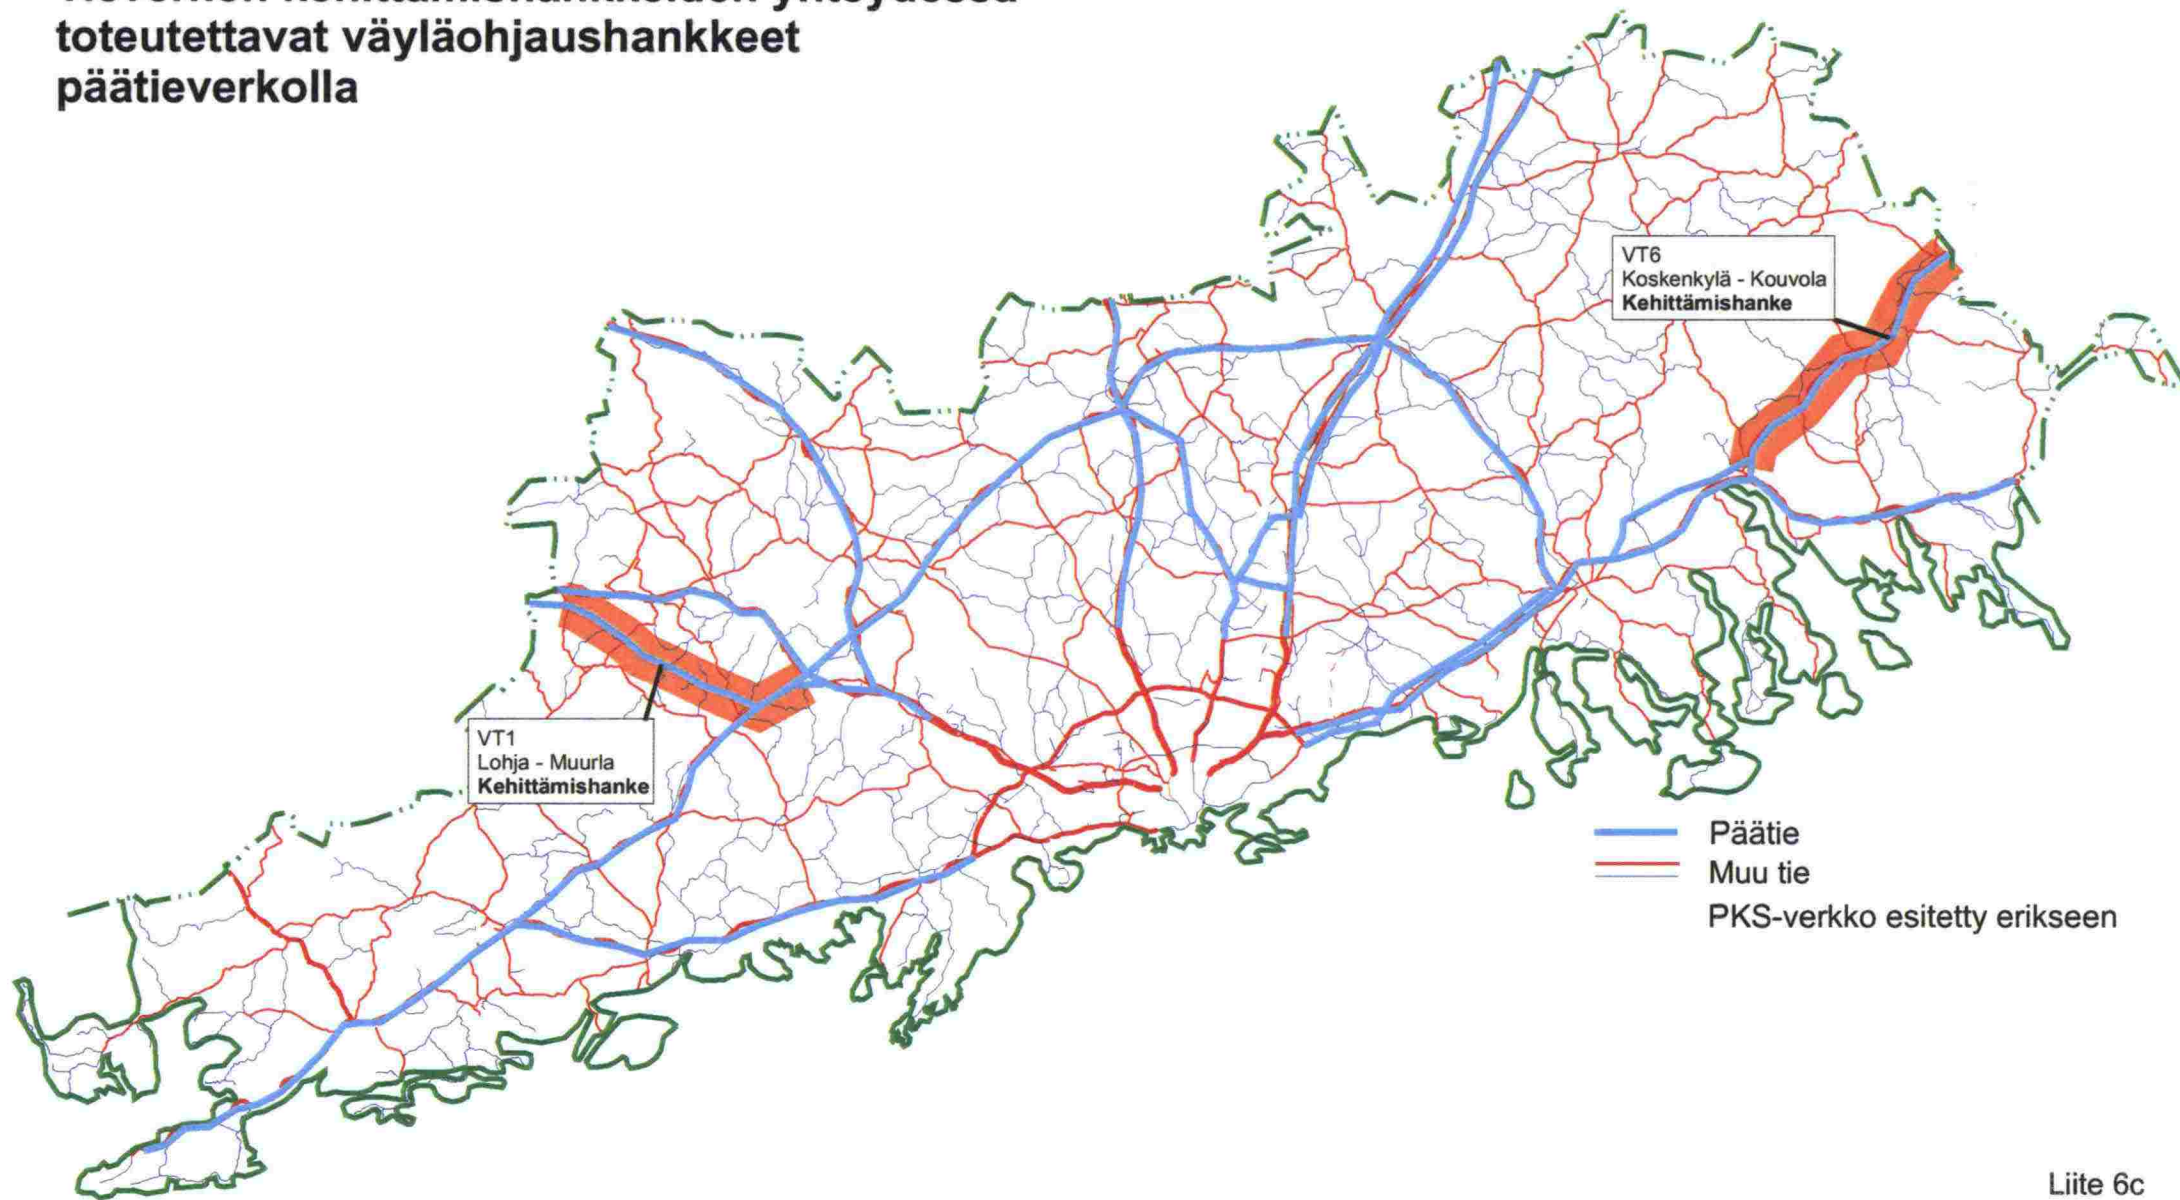 toteutettavat väyläohjaushankkeet
päätieverkolla
VT6
Koskenkylä - Kouvola
Kehittämishanke
VT1
Lohja - Muurla
Kehittämishanke
Päätie
Muu tie
PKS-verkko esitetty erikseen
Liite 6c